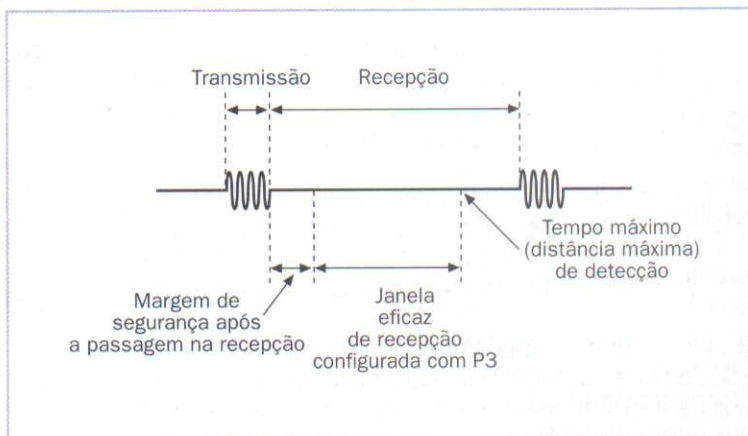 Transmissão
Recepção
Tempo máximo
(distância máxima)
de detecção
Margem de
segurança após
a passagem na recepção
Janela
eficaz
de recepção
configurada com P3